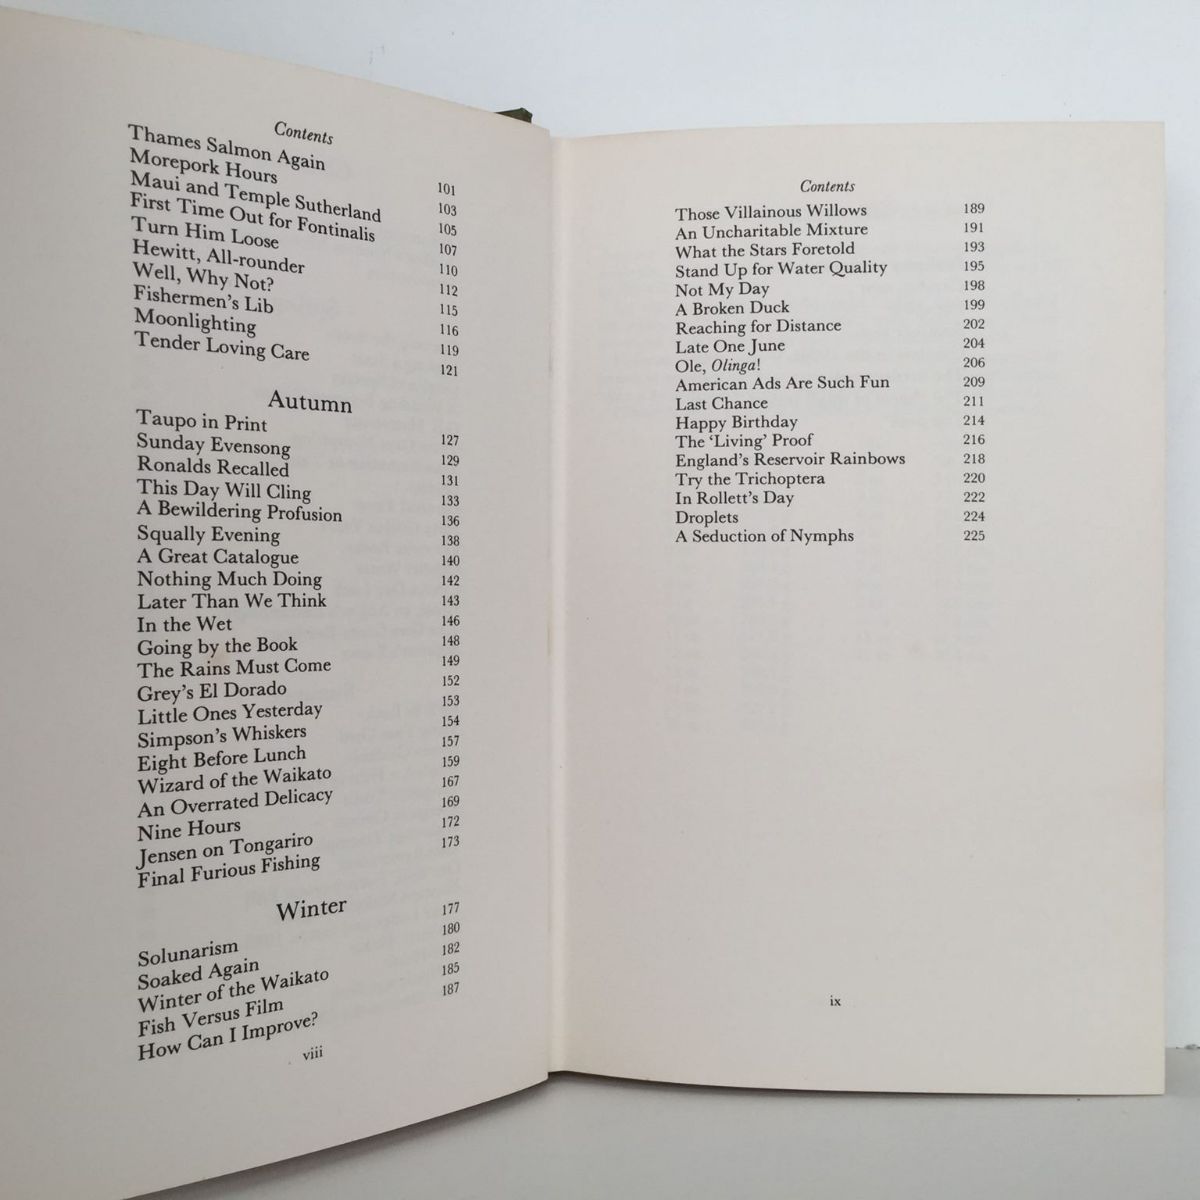 Contents
Thames Salmon Again 101
Morepork Hours 103
Maui and Temple Sutherland 105
First Time Out for Fontinalis 107
Turn Him Loose 110
Hewitt, All-rounder 112
Well, Why Not? 115
Fishermen's Lib 116
Moonlighting 119
Tender Loving Care 121
Autumn
Taupo in Print 127
Sunday Evensong 129
Ronalds Recalled 131
This Day Will Cling 133
A Bewildering Profusion 136
Squally Evening 138
A Great Catalogue 140
Nothing Much Doing 142
Later Than We Think 143
In the Wet 146
Going by the Book 148
The Rains Must Come 149
Grey's El Dorado 152
Little Ones Yesterday 153
Simpson's Whiskers 154
Eight Before Lunch 157
Wizard of the Waikato 159
An Overrated Delicacy 167
Nine Hours 169
Jensen on Tongariro 172
Final Furious Fishing 173
Winter
Solunarism 177
Soaked Again 180
Winter of the Waikato 182
Fish Versus Film 185
How Can I Improve? 187
viii
Contents
Those Villainous Willows 189
An Uncharitable Mixture 191
What the Stars Foretold 193
Stand Up for Water Quality 195
Not My Day 198
A Broken Duck 199
Reaching for Distance 202
Late One June 204
Ole, Olinga! 206
American Ads Are Such Fun 209
Last Chance 211
Happy Birthday 214
The 'Living' Proof 216
England's Reservoir Rainbows 218
Try the Trichoptera 220
In Rollett's Day 222
Droplets 224
A Seduction of Nymphs 225
ix